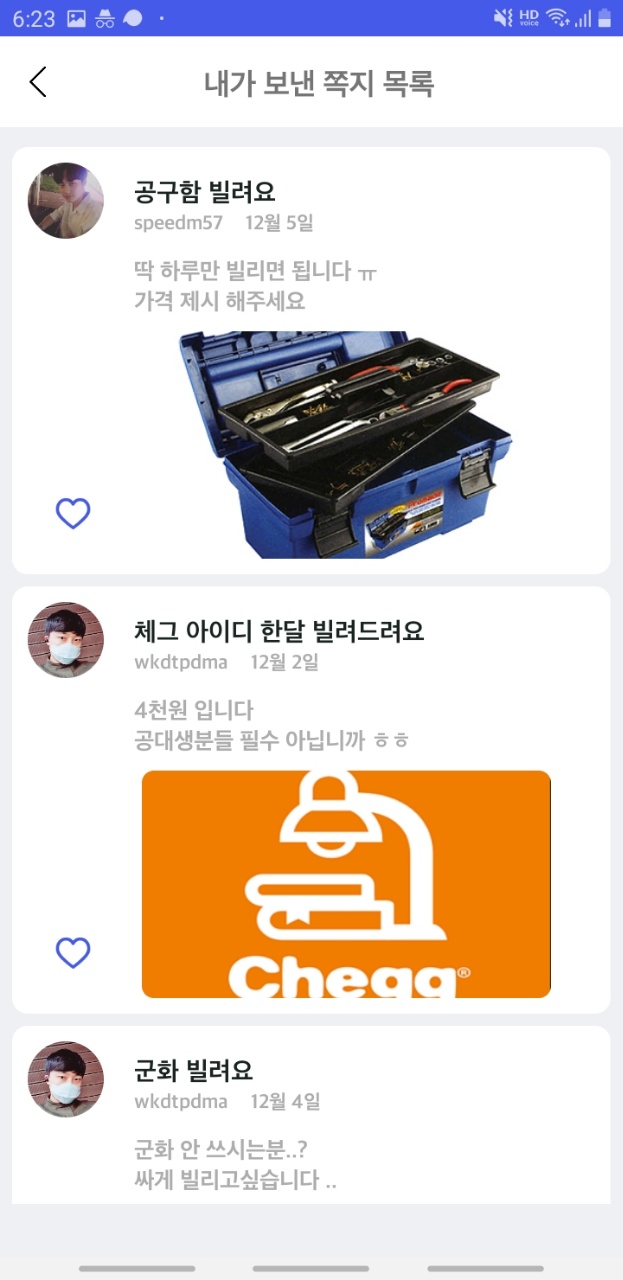 6:23
HD
voice
내가 보낸 쪽지 목록
공구함 빌려요
speedm57 12월 5일
딱 하루만 빌리면 됩니다 ㅠ
가격 제시 해주세요
체그 아이디 한달 빌려드려요
wkdtpdma 12월 2일
4천원 입니다
공대생분들 필수 아닙니까 ㅎㅎ
Chegg®
군화 빌려요
wkdtpdma 12월 4일
군화 안 쓰시는분..?
싸게 빌리고싶습니다 ..